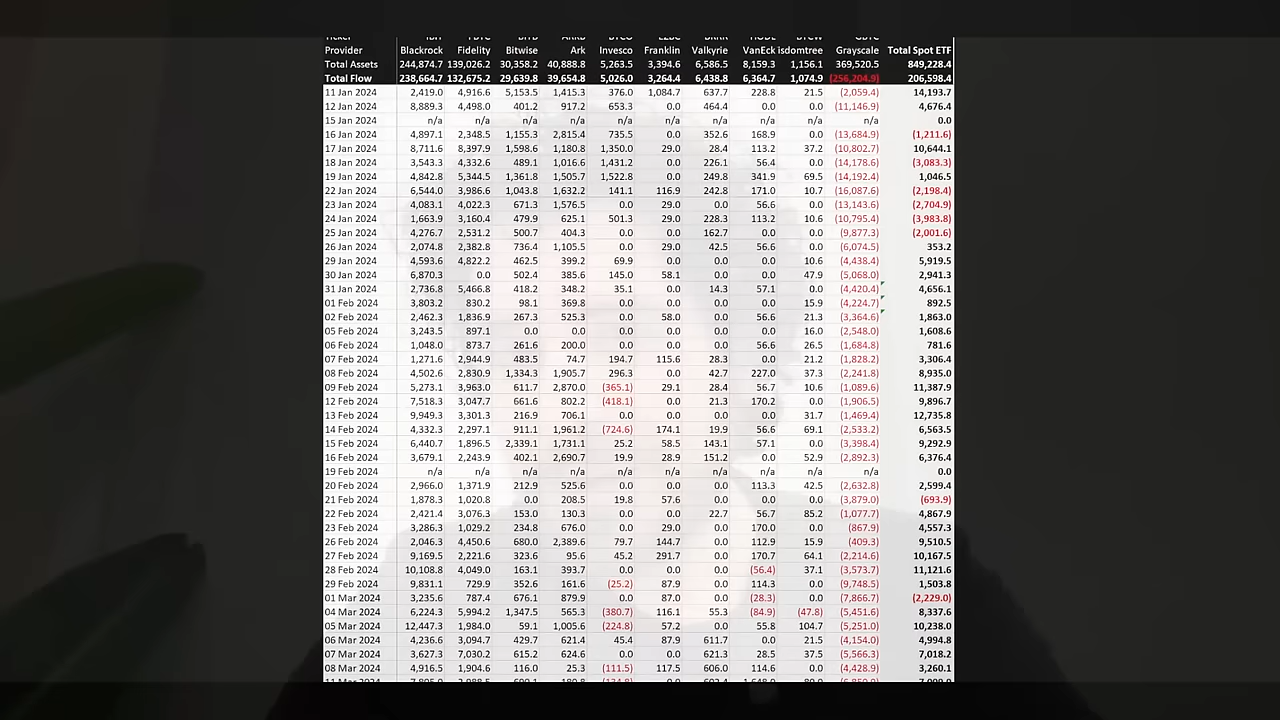 Provider Blackrock Fidelity Bitwise Ark Invesco Franklin Valkyrie VanEck isdomtree Grayscale Total Spot ETF
Total Assets 244,874.7 139,026.2 30,358.2 40,888.8 5,263.5 3,394.6 6,586.5 8,159.3 1,156.1 369,520.5 849,228.4
Total Flow 238,664.7 132,675.2 29,639.8 39,654.8 5,026.0 3,264.4 6,438.8 6,364.7 1,074.9 (256,204.9) 206,598.4
11 Jan 2024 2,419.0 4,916.6 5,153.5 1,415.3 376.0 1,084.7 637.7 228.8 21.5 (2,059.4) 14,193.7
12 Jan 2024 8,889.3 4,498.0 401.2 917.2 653.3 0.0 464.4 0.0 0.0 (11,146.9) 4,676.4
15 Jan 2024 n/a n/a n/a n/a n/a n/a n/a n/a n/a n/a 0.0
16 Jan 2024 4,897.1 2,348.5 1,155.3 2,815.4 735.5 0.0 352.6 168.9 0.0 (13,684.9) (1,211.6)
17 Jan 2024 8,711.6 8,397.9 1,598.6 1,180.8 1,350.0 29.0 28.4 113.2 37.2 (10,802.7) 10,644.1
18 Jan 2024 3,543.3 4,332.6 489.1 1,016.6 1,431.2 0.0 226.1 56.4 0.0 (14,178.6) (3,083.3)
19 Jan 2024 4,842.8 5,344.5 1,361.8 1,505.7 1,522.8 0.0 249.8 341.9 69.5 (14,192.4) 1,046.5
22 Jan 2024 6,544.0 3,986.6 1,043.8 1,632.2 141.1 116.9 242.8 171.0 10.7 (16,087.6) (2,198.4)
23 Jan 2024 4,083.1 4,022.3 671.3 1,576.5 0.0 29.0 0.0 56.6 0.0 (13,143.6) (2,704.9)
24 Jan 2024 1,663.9 3,160.4 479.9 625.1 501.3 29.0 228.3 113.2 10.6 (10,795.4) (3,983.8)
25 Jan 2024 4,276.7 2,531.2 500.7 404.3 0.0 0.0 162.7 0.0 0.0 (9,877.3) (2,001.6)
26 Jan 2024 2,074.8 2,382.8 736.4 1,105.5 0.0 29.0 42.5 56.6 0.0 (6,074.5) 353.2
29 Jan 2024 4,593.6 4,822.2 462.5 399.2 69.9 0.0 0.0 0.0 10.6 (4,438.4) 5,919.5
30 Jan 2024 6,870.3 0.0 502.4 385.6 145.0 58.1 0.0 0.0 47.9 (5,068.0) 2,941.3
31 Jan 2024 2,736.8 5,466.8 418.2 348.2 35.1 0.0 14.3 57.1 0.0 (4,420.4) 4,656.1
01 Feb 2024 3,803.2 830.2 98.1 369.8 0.0 0.0 0.0 0.0 15.9 (4,224.7) 892.5
02 Feb 2024 2,462.3 1,836.9 267.3 525.3 0.0 58.0 0.0 56.6 21.3 (3,364.6) 1,863.0
05 Feb 2024 3,243.5 897.1 0.0 0.0 0.0 0.0 0.0 0.0 16.0 (2,548.0) 1,608.6
06 Feb 2024 1,048.0 873.7 261.6 200.0 0.0 0.0 0.0 56.6 26.5 (1,684.8) 781.6
07 Feb 2024 1,271.6 2,944.9 483.5 74.7 194.7 115.6 28.3 0.0 21.2 (1,828.2) 3,306.4
08 Feb 2024 4,502.6 2,830.9 1,334.3 1,905.7 296.3 0.0 42.7 227.0 37.3 (2,241.8) 8,935.0
09 Feb 2024 5,273.1 3,963.0 611.7 2,870.0 (365.1) 29.1 28.4 56.7 10.6 (1,089.6) 11,387.9
12 Feb 2024 7,518.3 3,047.7 661.6 802.2 (418.1) 0.0 21.3 170.2 0.0 (1,906.5) 9,896.7
13 Feb 2024 9,949.3 3,301.3 216.9 706.1 0.0 0.0 0.0 0.0 31.7 (1,469.4) 12,735.8
14 Feb 2024 4,332.3 2,297.1 911.1 1,961.2 (724.6) 174.1 19.9 56.6 69.1 (2,533.2) 6,563.5
15 Feb 2024 6,440.7 1,896.5 2,339.1 1,731.1 25.2 58.5 143.1 57.1 0.0 (3,398.4) 9,292.9
16 Feb 2024 3,679.1 2,243.9 402.1 2,690.7 19.9 28.9 151.2 0.0 52.9 (2,892.3) 6,376.4
19 Feb 2024 n/a n/a n/a n/a n/a n/a n/a n/a n/a n/a 0.0
20 Feb 2024 2,966.0 1,371.9 212.9 525.6 0.0 0.0 0.0 113.3 42.5 (2,632.8) 2,599.4
21 Feb 2024 1,878.3 1,020.8 0.0 208.5 19.8 57.6 0.0 0.0 0.0 (3,879.0) (693.9)
22 Feb 2024 2,421.4 3,076.3 153.0 130.3 0.0 0.0 22.7 56.7 85.2 (1,077.7) 4,867.9
23 Feb 2024 3,286.3 1,029.2 234.8 676.0 0.0 29.0 0.0 170.0 0.0 (867.9) 4,557.3
26 Feb 2024 2,046.3 4,450.6 680.0 2,389.6 79.7 144.7 0.0 112.9 15.9 (409.3) 9,510.5
27 Feb 2024 9,169.5 2,221.6 323.6 95.6 45.2 291.7 0.0 170.7 64.1 (2,214.6) 10,167.5
28 Feb 2024 10,108.8 4,049.0 163.1 393.7 0.0 0.0 0.0 (56.4) 37.1 (3,573.7) 11,121.6
29 Feb 2024 9,831.1 729.9 352.6 161.6 (25.2) 87.9 0.0 114.3 0.0 (9,748.5) 1,503.8
01 Mar 2024 3,235.6 787.4 676.1 879.9 0.0 87.0 0.0 (28.3) 0.0 (7,866.7) (2,229.0)
04 Mar 2024 6,224.3 5,994.2 1,347.5 565.3 (380.7) 116.1 55.3 (84.9) (47.8) (5,451.6) 8,337.6
05 Mar 2024 12,447.3 1,984.0 59.1 1,005.6 (224.8) 57.2 0.0 55.8 104.7 (5,251.0) 10,238.0
06 Mar 2024 4,236.6 3,094.7 429.7 621.4 45.4 87.9 611.7 0.0 21.5 (4,154.0) 4,994.8
07 Mar 2024 3,627.3 7,030.2 615.2 624.6 0.0 0.0 621.3 28.5 37.5 (5,566.3) 7,018.2
08 Mar 2024 4,916.5 1,904.6 116.0 25.3 (111.5) 117.5 606.0 114.6 0.0 (4,428.9) 3,260.1